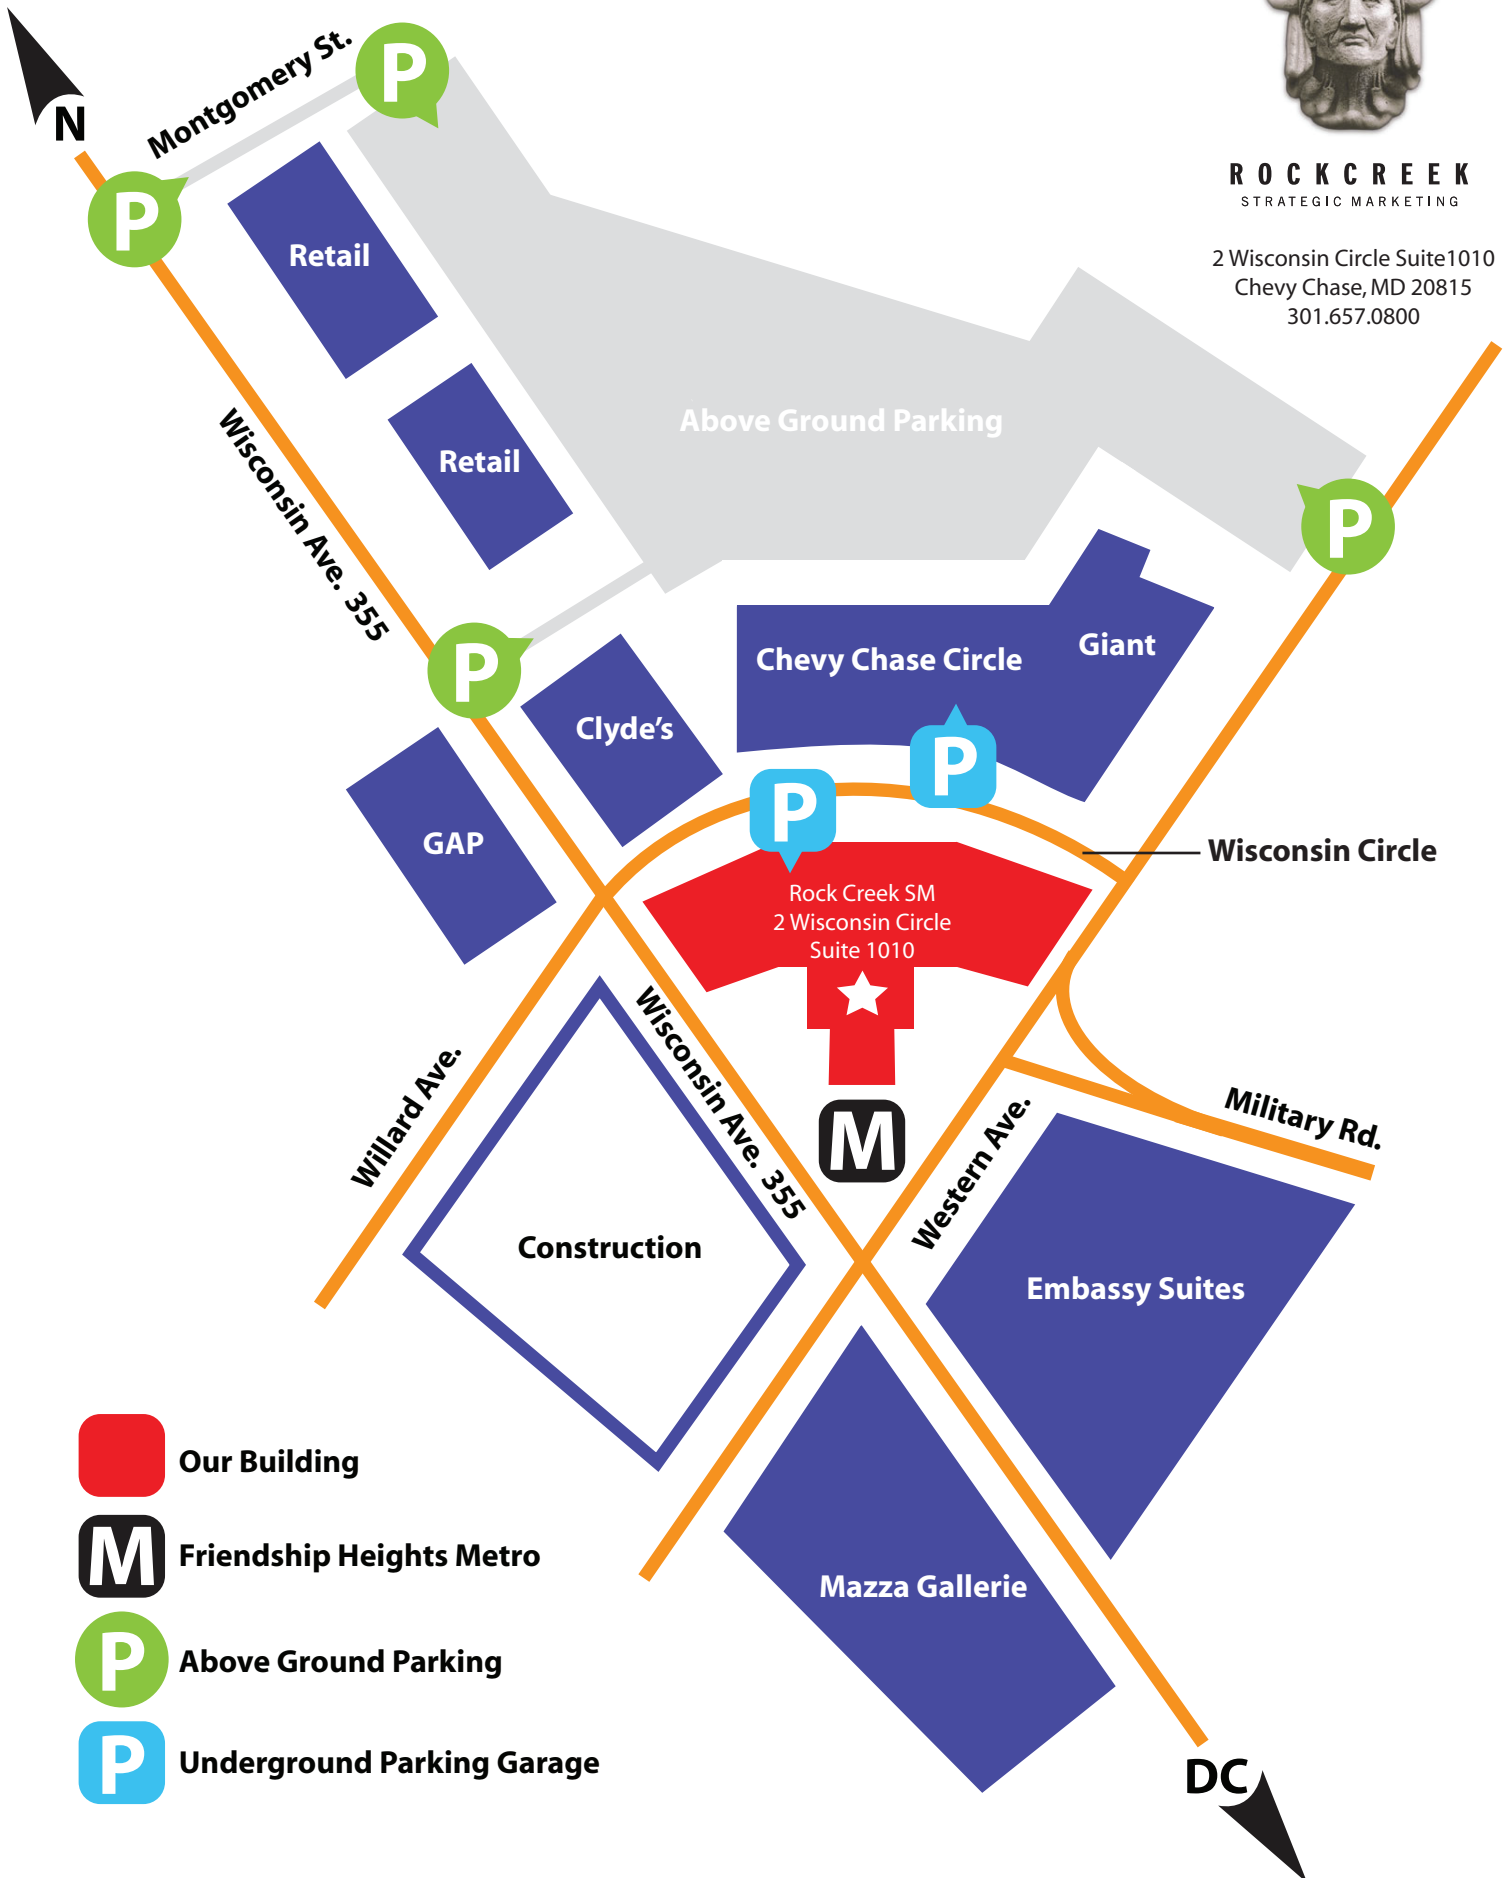 N
Montgomery St.
P
P
ROCKCREEK
STRATEGIC MARKETING
2 Wisconsin Circle Suite1010
Chevy Chase, MD 20815
301.657.0800
Retail
Retail
Above Ground Parking
Wisconsin Ave. 355
P
P
Chevy Chase Circle
Giant
Clyde's
GAP
P
P
Wisconsin Circle
Rock Creek SM
2 Wisconsin Circle
Suite 1010
Wisconsin Ave. 355
Willard Ave.
M
Western Ave.
Military Rd.
Construction
Embassy Suites
Mazza Gallerie
Our Building
M Friendship Heights Metro
P Above Ground Parking
P Underground Parking Garage
DC